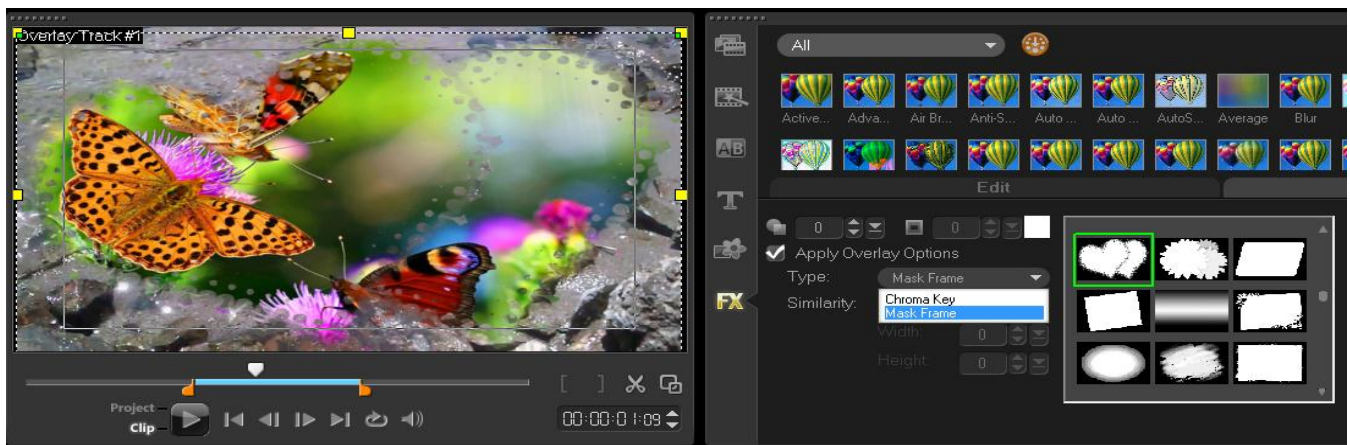 Overlay Track #1
Project
Clip
00:00:01:09
All
Active...
Adva...
Air Br...
Anti-S...
Auto ...
Auto ...
AutoS...
Average
Blur
AB
T
FX
Edit
0
0
Apply Overlay Options
Type:
Mask Frame
Chroma Key
Mask Frame
Similarity:
Width:
0
Height:
0